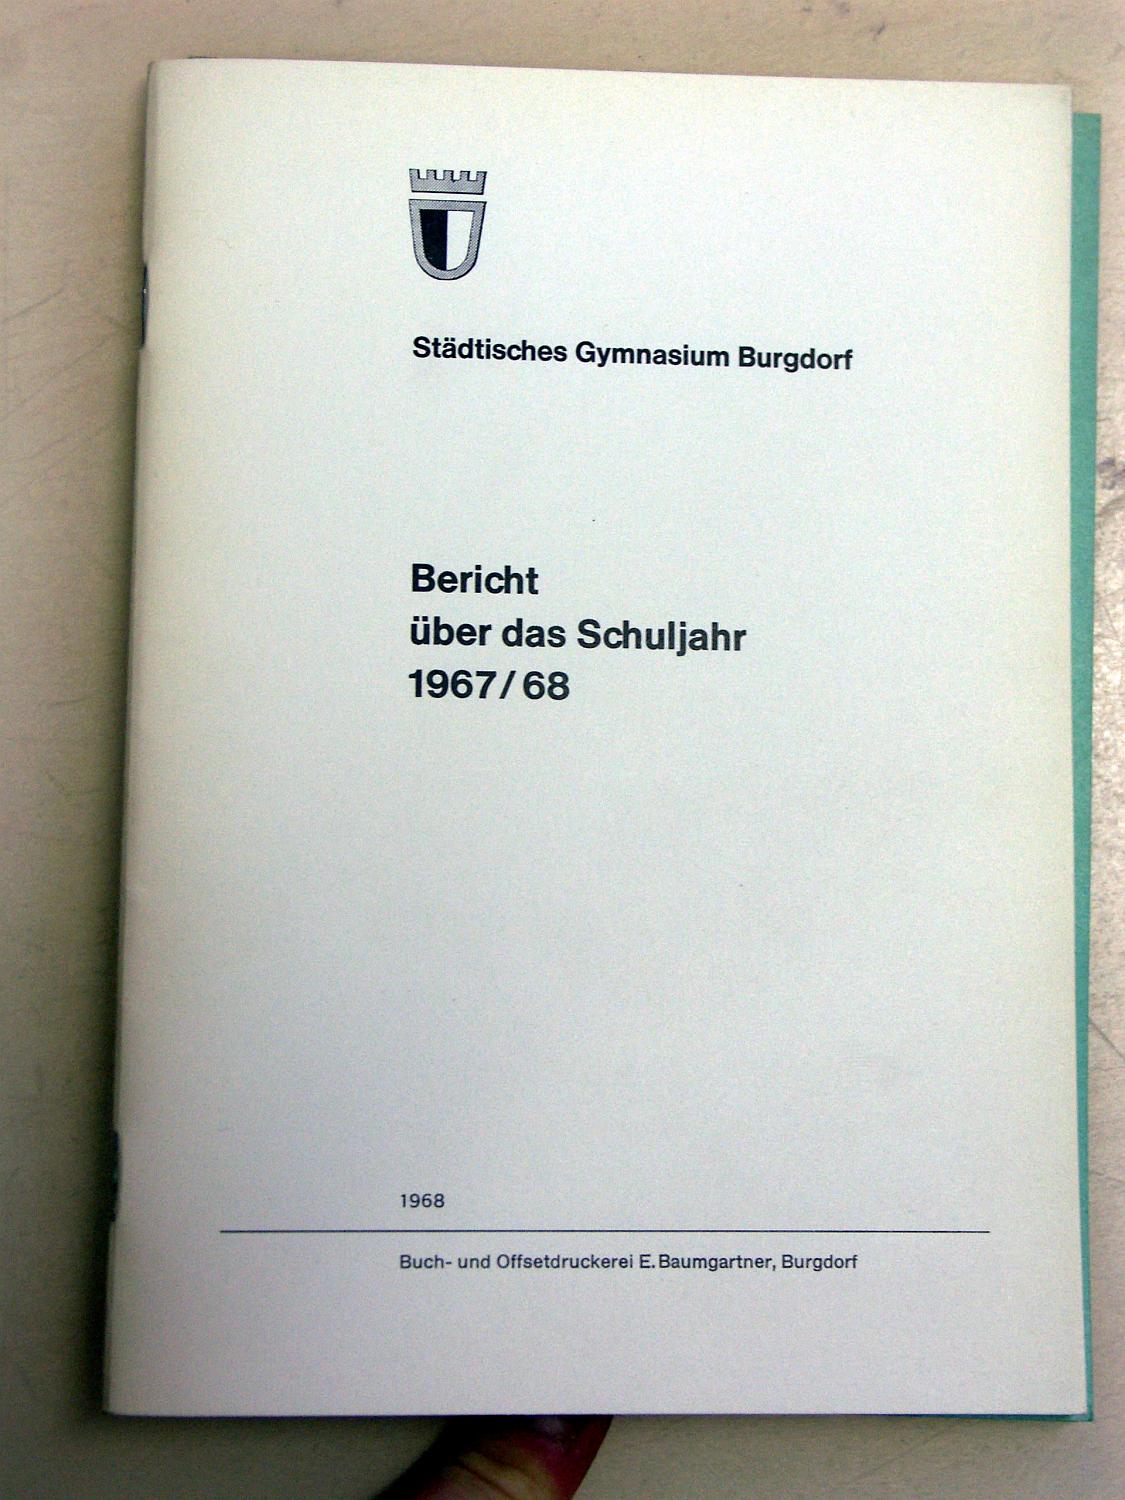 Städtisches Gymnasium Burgdorf
Bericht
über das Schuljahr
1967/68
1968
Buch- und Offsetdruckerei E. Baumgartner, Burgdorf